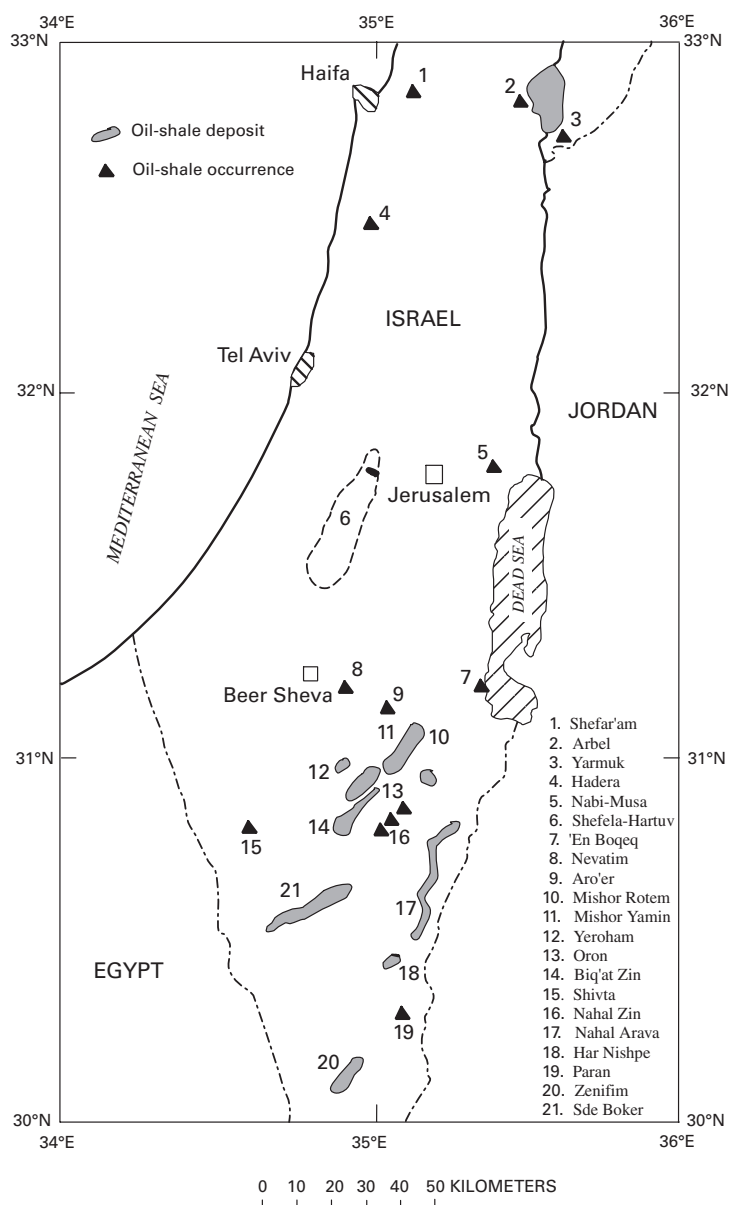 34°E 35°E 36°E
33°N 33°N
Haifa
1
2
3
Oil-shale deposit
Oil-shale occurrence
4
ISRAEL
Tel Aviv
32°N 32°N
JORDAN
MEDITERRANEAN SEA
5
Jerusalem
6
DEAD SEA
8
7
Beer Sheva
9
11 10
31°N 31°N
12
13
14
16
15
21
17
EGYPT
18
19
20
1. Shefar'am
2. Arbel
3. Yarmuk
4. Hadera
5. Nabi-Musa
6. Shefela-Hartuv
7. 'En Boqeq
8. Nevatim
9. Aro'er
10. Mishor Rotem
11. Mishor Yamin
12. Yeroham
13. Oron
14. Biq'at Zin
15. Shivta
16. Nahal Zin
17. Nahal Arava
18. Har Nishpe
19. Paran
20. Zenifim
21. Sde Boker
30°N 30°N
34°E 35°E 36°E
0 10 20 30 40 50 KILOMETERS